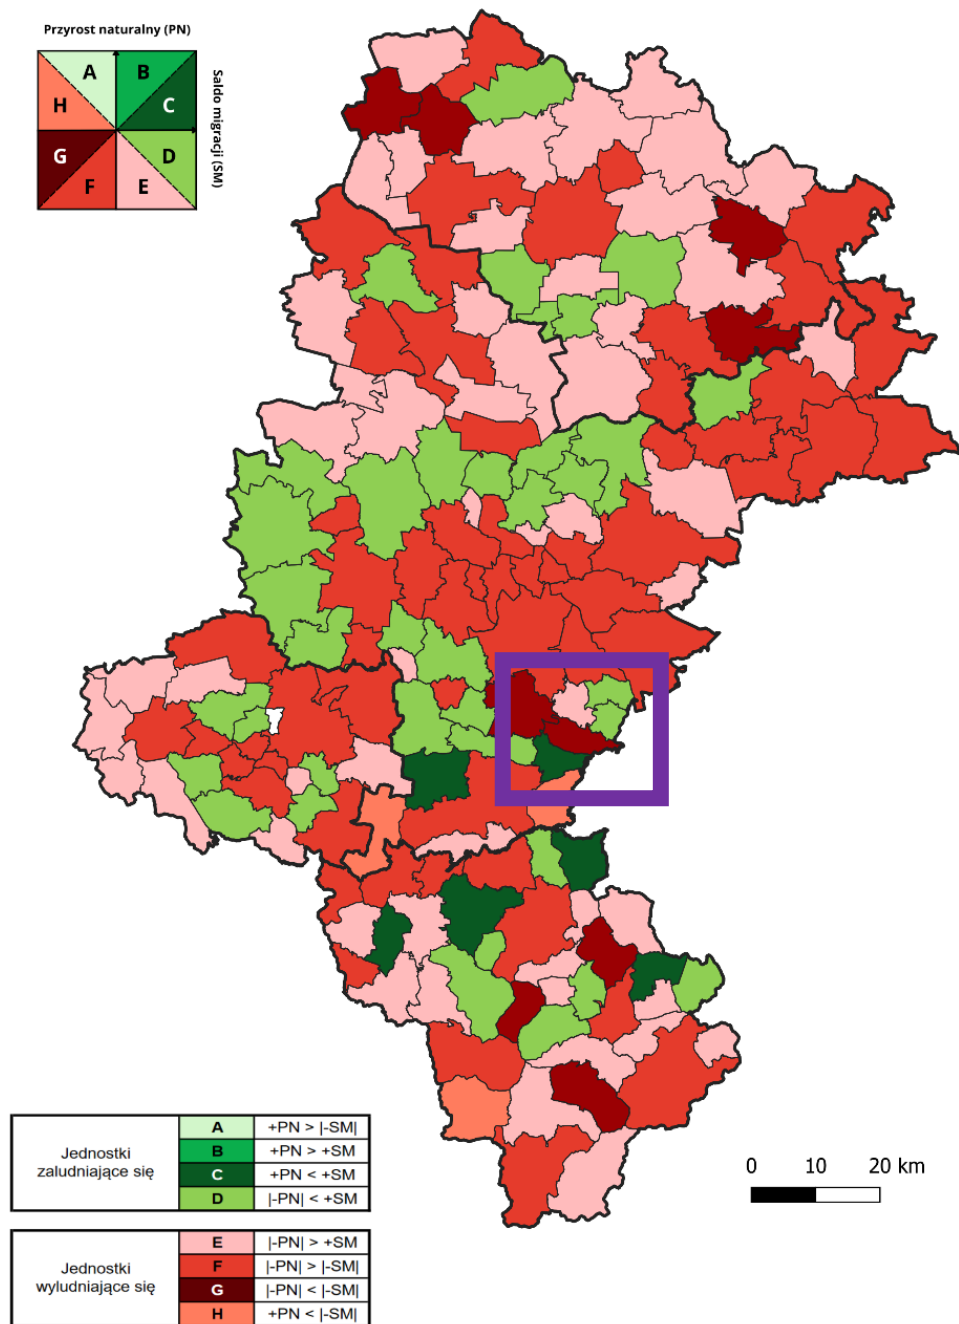 Przyrost naturalny (PN)
A B
H C
G D
F E
Saldo migracji (SM)
Jednostki
zaludniające się
A +PN > |-SM|
B +PN > +SM
C +PN < +SM
D |-PN| < +SM
Jednostki
wyludniające się
E |-PN| > +SM
F |-PN| > |-SM|
G |-PN| < |-SM|
H +PN < |-SM|
0 10 20 km